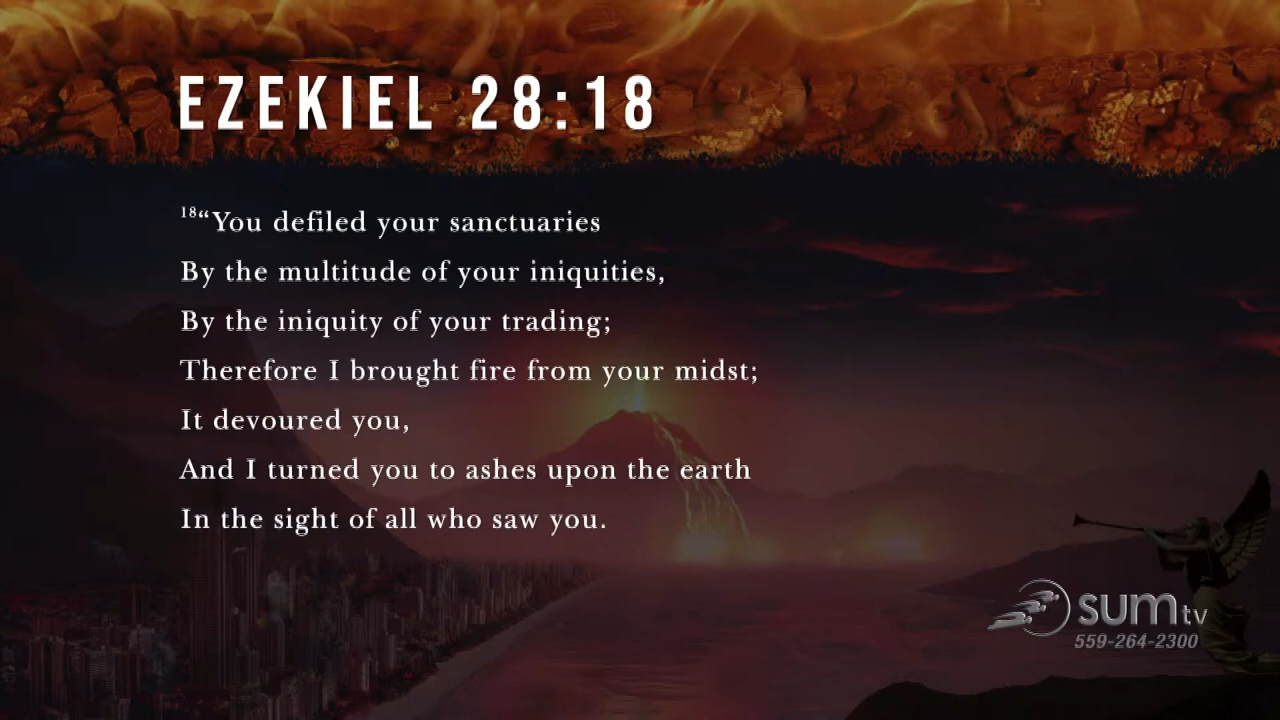 EZEKIEL 28:18
18“You defiled your sanctuaries
By the multitude of your iniquities,
By the iniquity of your trading;
Therefore I brought fire from your midst;
It devoured you,
And I turned you to ashes upon the earth
In the sight of all who saw you.
sumtv
559-264-2300